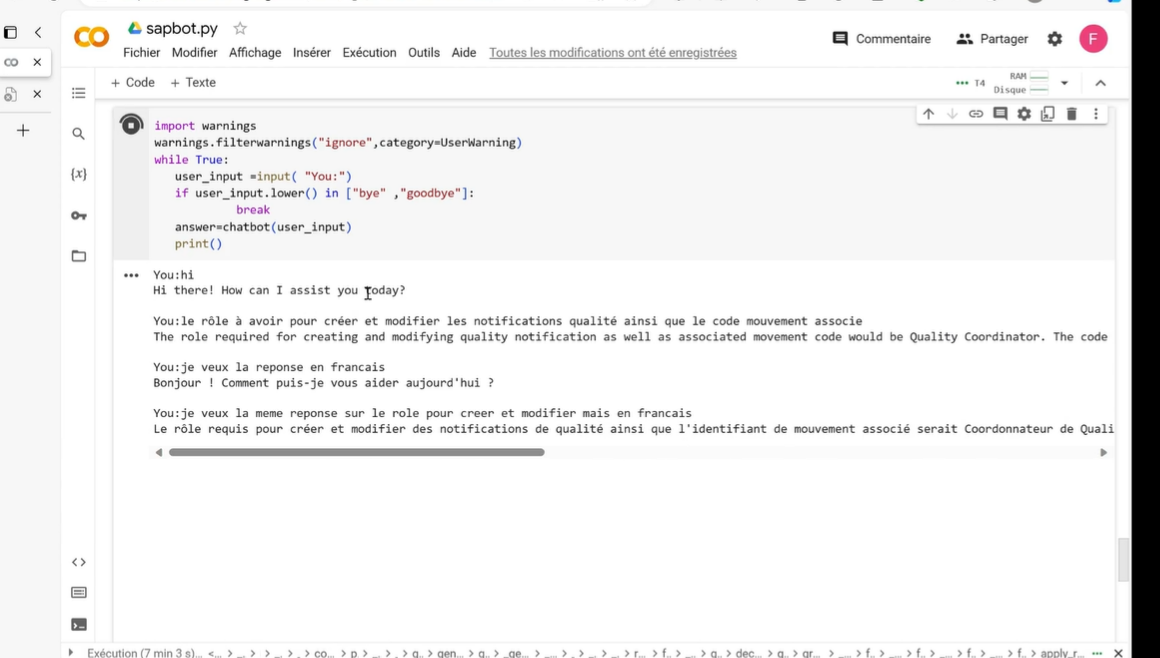 sapbot.py
Fichier Modifier Affichage Insérer Exécution Outils Aide Toutes les modifications ont été enregistrées
Commentaire Partager F
+ Code + Texte
T4 RAM Disque
import warnings
warnings.filterwarnings("ignore",category=UserWarning)
while True:
user_input =input( "You:")
if user_input.lower() in ["bye" ,"goodbye"]:
break
answer=chatbot(user_input)
print()
You:hi
Hi there! How can I assist you today?
You:le rôle à avoir pour créer et modifier les notifications qualité ainsi que le code mouvement associe
The role required for creating and modifying quality notification as well as associated movement code would be Quality Coordinator. The code
You:je veux la reponse en francais
Bonjour ! Comment puis-je vous aider aujourd'hui ?
You:je veux la meme reponse sur le role pour creer et modifier mais en francais
Le rôle requis pour créer et modifier des notifications de qualité ainsi que l'identifiant de mouvement associé serait Coordonnateur de Quali
Exécution (7 min 3 s)...